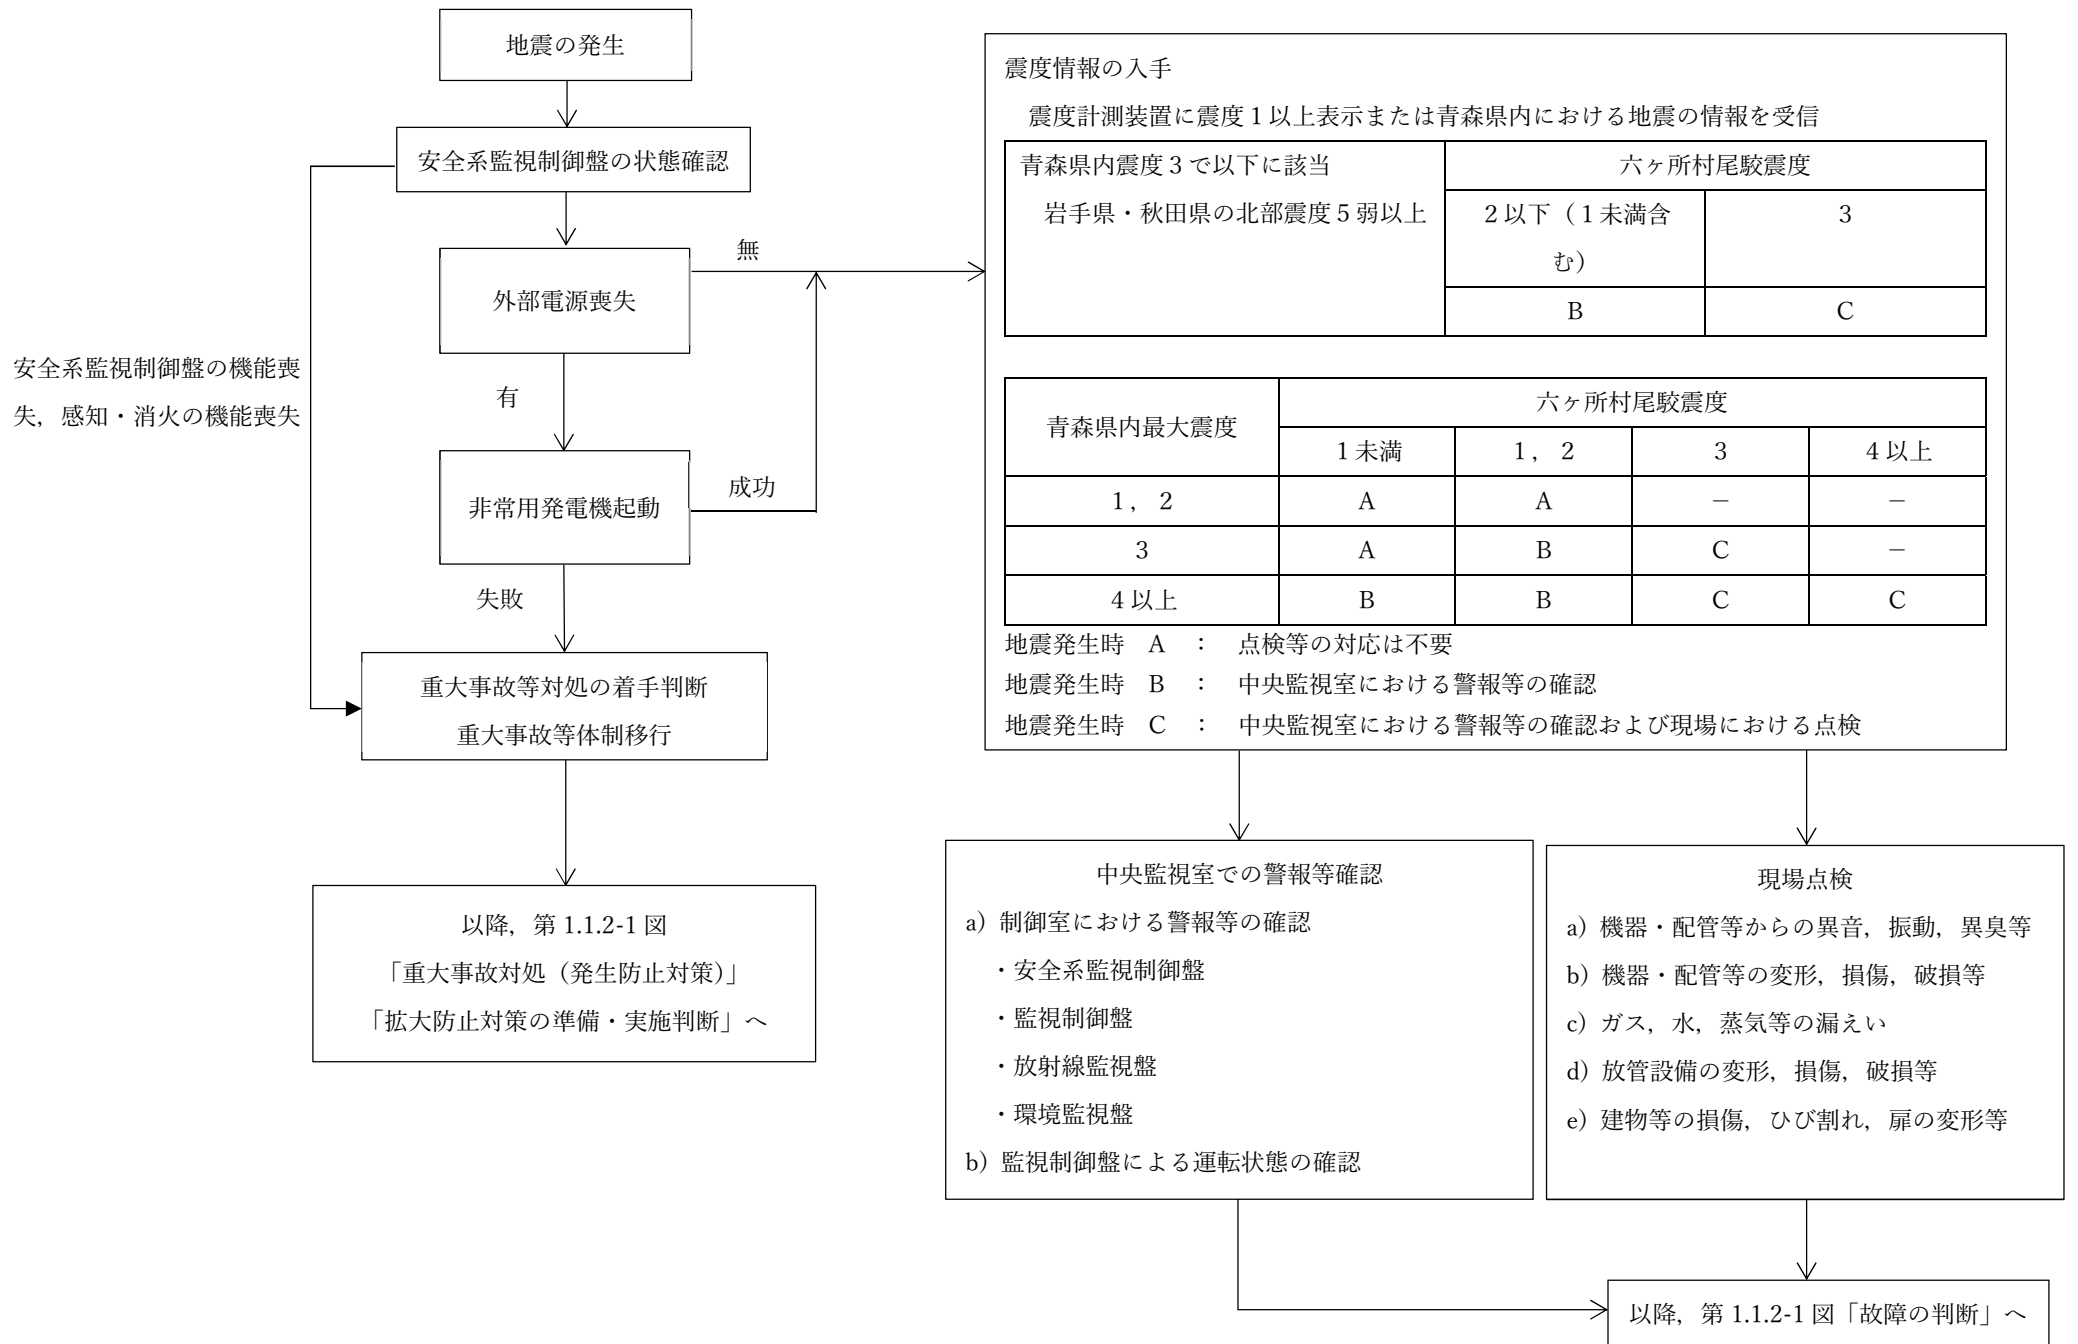 地震の発生
安全系監視制御盤の状態確認
外部電源喪失
無
有
安全系監視制御盤の機能喪
失，感知・消火の機能喪失
非常用発電機起動
成功
失敗
重大事故等対処の着手判断
重大事故等体制移行
以降，第 1.1.2-1 図
「重大事故対処（発生防止対策）」
「拡大防止対策の準備・実施判断」へ
震度情報の入手
震度計測装置に震度１以上表示または青森県内における地震の情報を受信
青森県内震度３で以下に該当
岩手県・秋田県の北部震度５弱以上
六ヶ所村尾駮震度
２以下（１未満含
む）
３
B
C
青森県内最大震度
六ヶ所村尾駮震度
１未満
１，２
３
４以上
１，２
A
A
－
－
３
A
B
C
－
４以上
B
B
C
C
地震発生時　A　：　点検等の対応は不要
地震発生時　B　：　中央監視室における警報等の確認
地震発生時　C　：　中央監視室における警報等の確認および現場における点検
中央監視室での警報等確認
a）制御室における警報等の確認
・安全系監視制御盤
・監視制御盤
・放射線監視盤
・環境監視盤
b）監視制御盤による運転状態の確認
現場点検
a）機器・配管等からの異音，振動，異臭等
b）機器・配管等の変形，損傷，破損等
c）ガス，水，蒸気等の漏えい
d）放管設備の変形，損傷，破損等
e）建物等の損傷，ひび割れ，扉の変形等
以降，第 1.1.2-1 図「故障の判断」へ